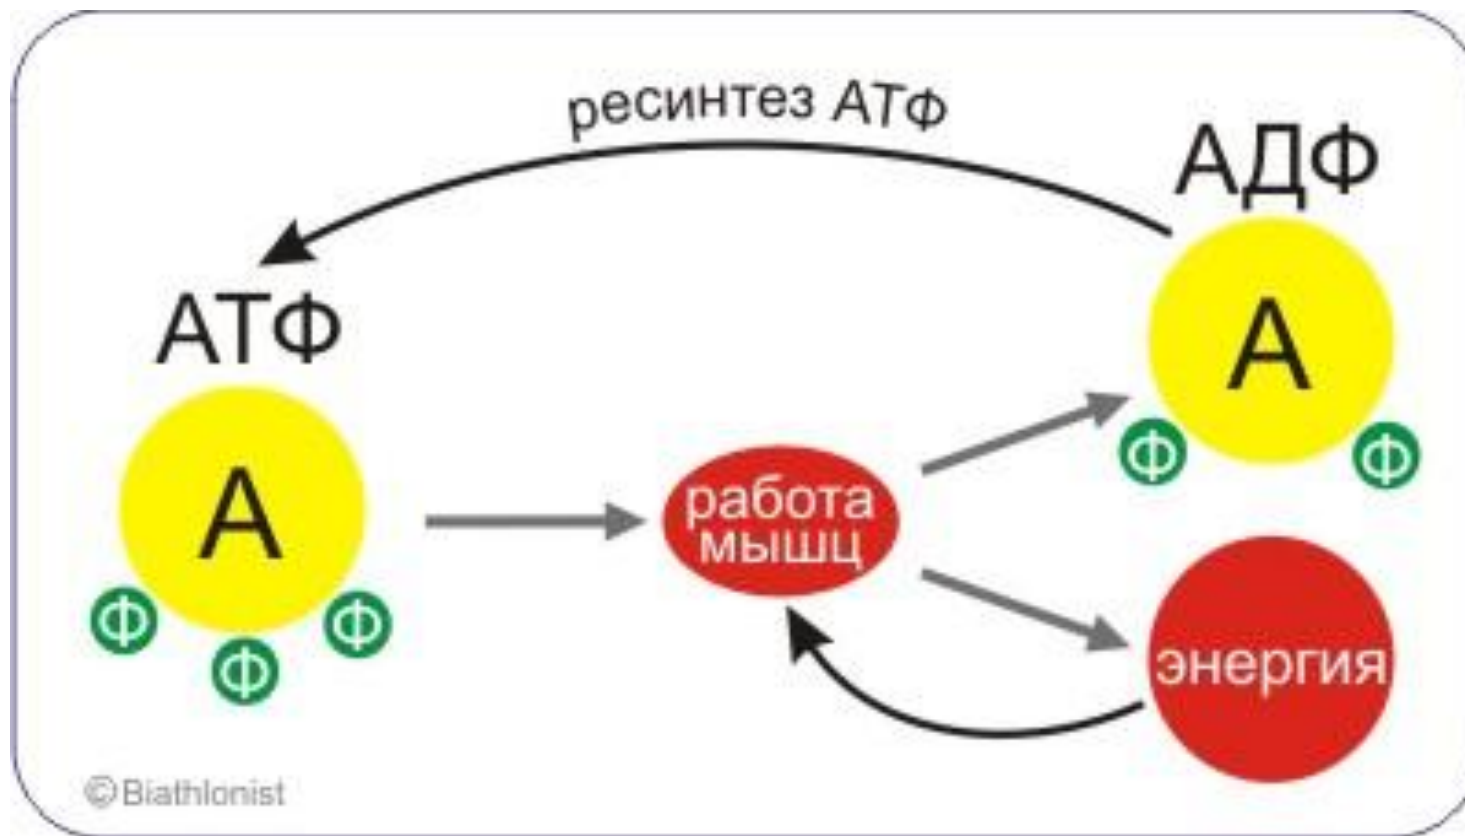 ресинтез АТФ
АДФ
АТФ
А
А
Ф
Ф
работа
мышц
Ф
Ф
Ф
энергия
©Biathlonist